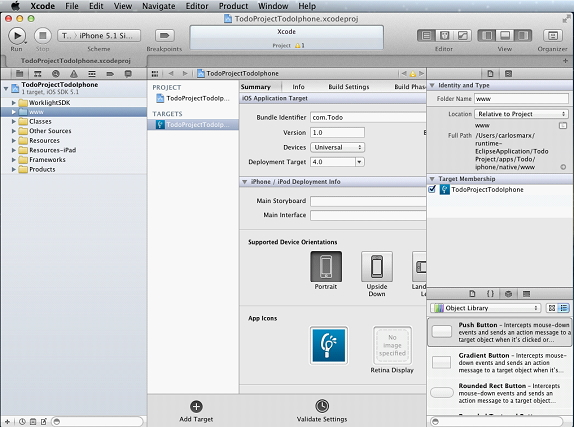 Xcode File Edit View Navigate Editor Product Window Help
TodoProjectTodoIphone.xcodeproj
Run Stop
T... iPhone 5.1 Si...
Scheme
Breakpoints
Xcode
Project 1
Editor View Organizer
TodoProjectTodoIphone.xcodeproj
TodoProjectTodoIphone
1 target, iOS SDK 5.1
WorklightSDK
www
Classes
Other Sources
Resources
Resources-iPad
Frameworks
Products
TodoProjectTodoIphone
PROJECT
TodoProjectTodoIp...
TARGETS
TodoProjectTodoIp...
Summary Info Build Settings Build Phase
iOS Application Target
Bundle Identifier com.Todo
Version 1.0 B
Devices Universal
Deployment Target 4.0
iPhone / iPod Deployment Info
Main Storyboard
Main Interface
Supported Device Orientations
Portrait
Upside
Down
Land
Le
App Icons
No
image
specified
Retina Display
Add Target
Validate Settings
Identity and Type
Folder Name www
Location Relative to Project
www
Full Path /Users/carlosmarx/
runtime-
EclipseApplication/Todo
Project/apps/Todo/
iphone/native/www
Target Membership
TodoProjectTodoIphone
{ }
Object Library
Push Button - Intercepts mouse-down
events and sends an action message to a
target object when it's clicked or...
Gradient Button - Intercepts
mouse-down events and sends an
action message to a target object...
Rounded Rect Button - Intercepts
mouse-down events and sends an
action message to a target object...